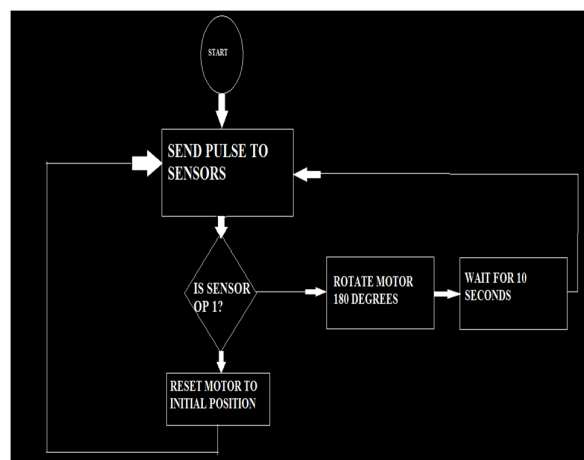 START
SEND PULSE TO
SENSORS
IS SENSOR
OP 1?
ROTATE MOTOR
180 DEGREES
WAIT FOR 10
SECONDS
RESET MOTOR TO
INITIAL POSITION